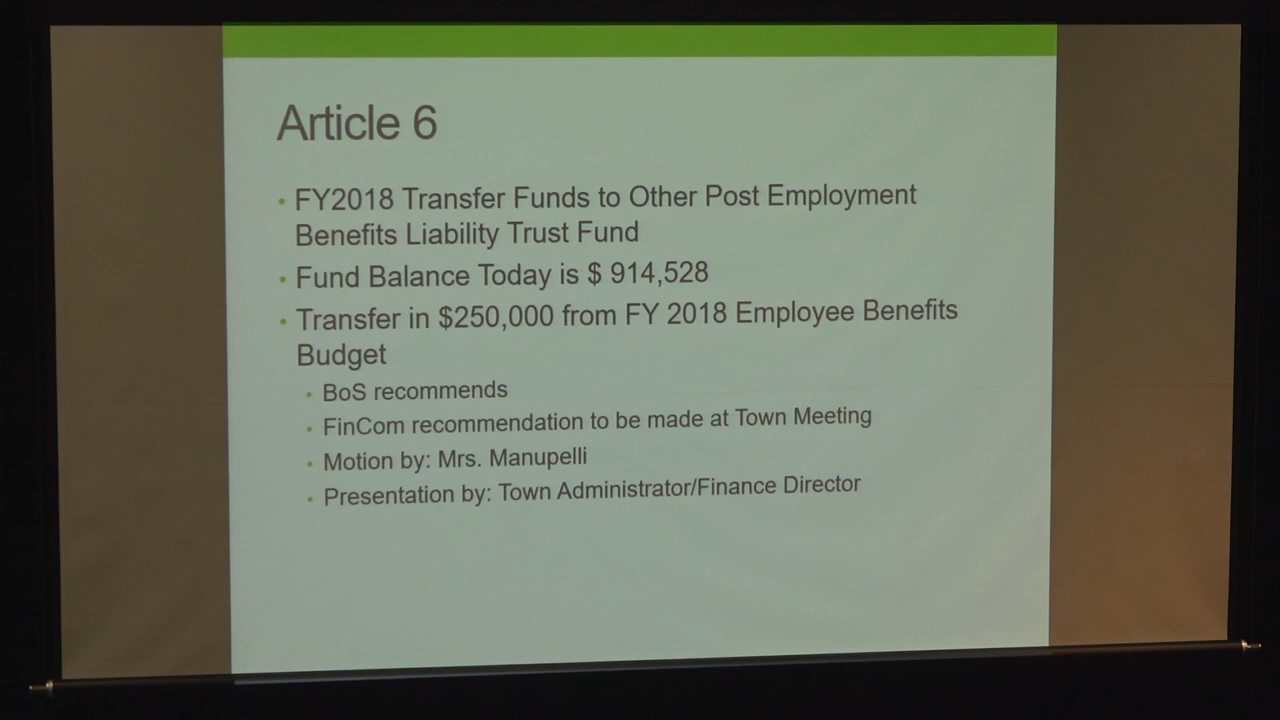 Article 6
• FY2018 Transfer Funds to Other Post Employment
Benefits Liability Trust Fund
• Fund Balance Today is $ 914,528
• Transfer in $250,000 from FY 2018 Employee Benefits
Budget
• BoS recommends
• FinCom recommendation to be made at Town Meeting
• Motion by: Mrs. Manupelli
• Presentation by: Town Administrator/Finance Director